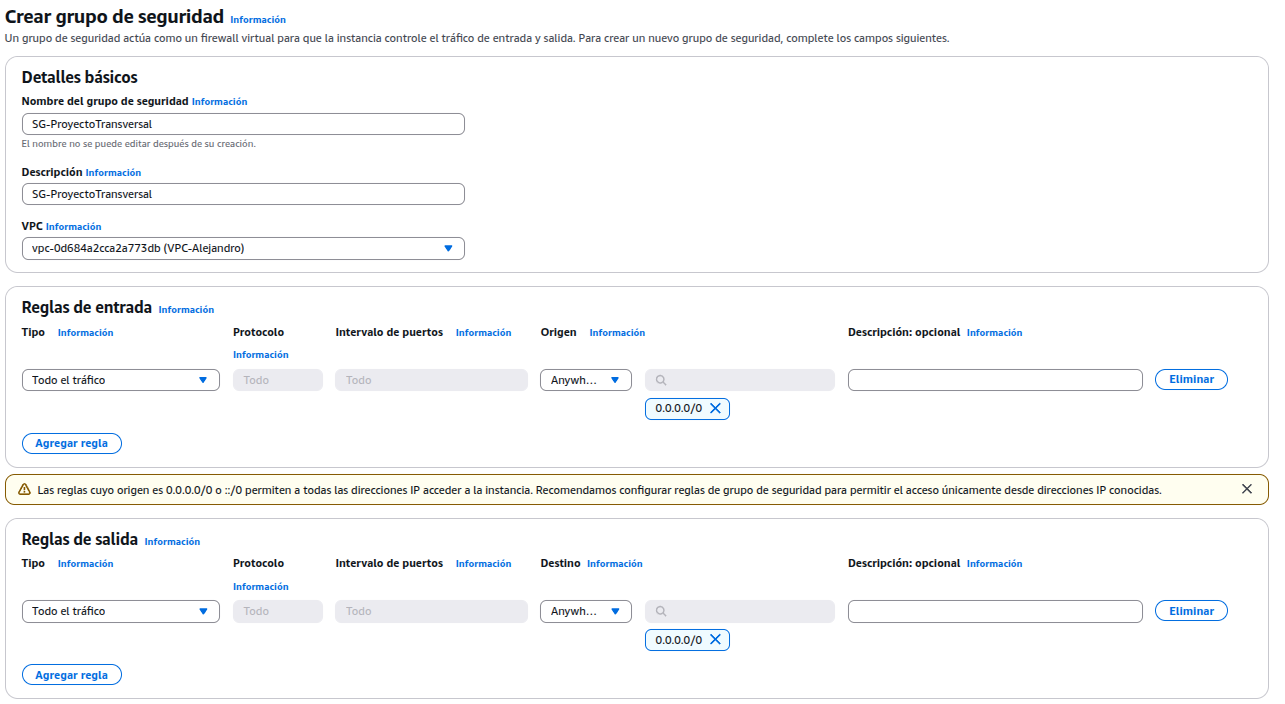 Crear grupo de seguridad Información
Un grupo de seguridad actúa como un firewall virtual para que la instancia controle el tráfico de entrada y salida. Para crear un nuevo grupo de seguridad, complete los campos siguientes.
Detalles básicos
Nombre del grupo de seguridad Información
SG-ProyectoTransversal
El nombre no se puede editar después de su creación.
Descripción Información
SG-ProyectoTransversal
VPC Información
vpc-0d684a2cca2a773db (VPC-Alejandro)
Reglas de entrada Información
Tipo Información Protocolo Intervalo de puertos Información Origen Información Descripción: opcional Información
Información
Todo el tráfico Todo Todo Anywh... Eliminar
0.0.0.0/0
Agregar regla
Las reglas cuyo origen es 0.0.0.0/0 o ::/0 permiten a todas las direcciones IP acceder a la instancia. Recomendamos configurar reglas de grupo de seguridad para permitir el acceso únicamente desde direcciones IP conocidas.
Reglas de salida Información
Tipo Información Protocolo Intervalo de puertos Información Destino Información Descripción: opcional Información
Información
Todo el tráfico Todo Todo Anywh... Eliminar
0.0.0.0/0
Agregar regla